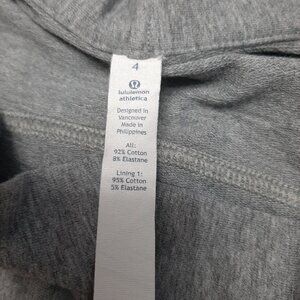 4
lululemon
athletica
Designed in
Vancouver
Made in
Philippines
All:
92% Cotton
8% Elastane
Lining 1:
95% Cotton
5% Elastane